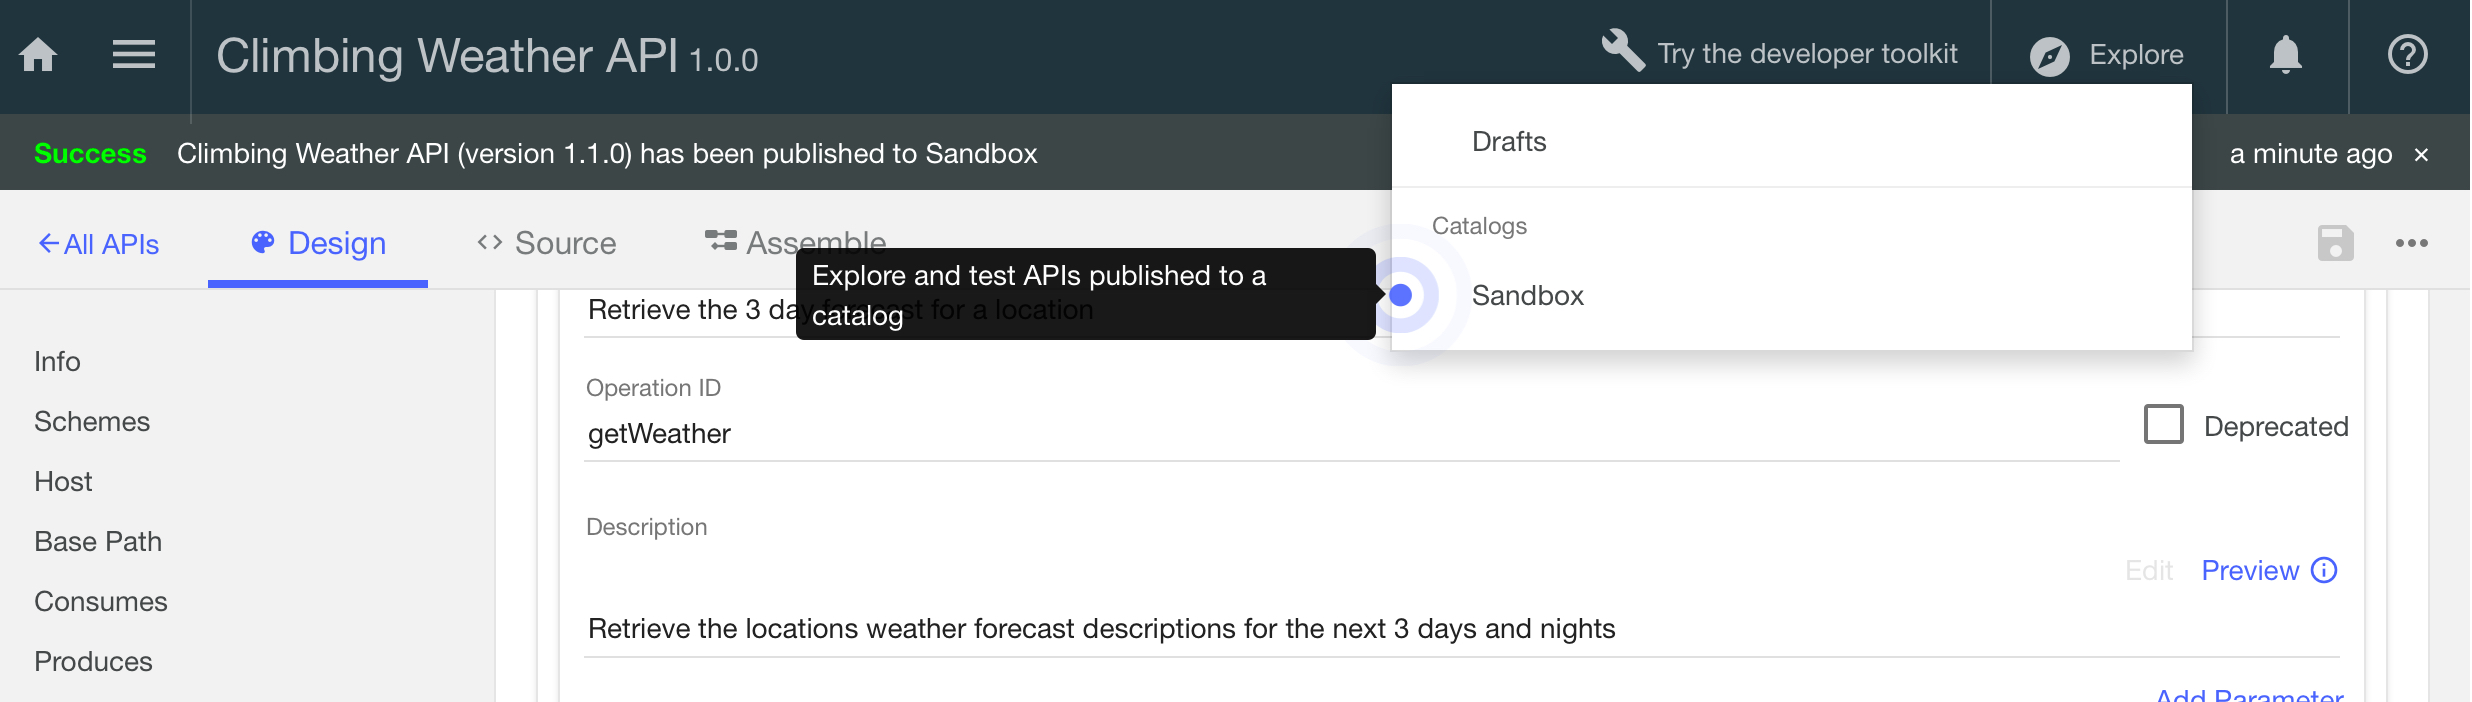 Climbing Weather API 1.0.0
Try the developer toolkit
Explore
Success Climbing Weather API (version 1.1.0) has been published to Sandbox
a minute ago ×
Drafts
Catalogs
Sandbox
All APIs
Design
Source
Assemble
Explore and test APIs published to a
catalog
Info
Schemes
Host
Base Path
Consumes
Produces
Retrieve the 3 day forecast for a location
Operation ID
getWeather
Deprecated
Description
Edit Preview
Retrieve the locations weather forecast descriptions for the next 3 days and nights
Add Parameter